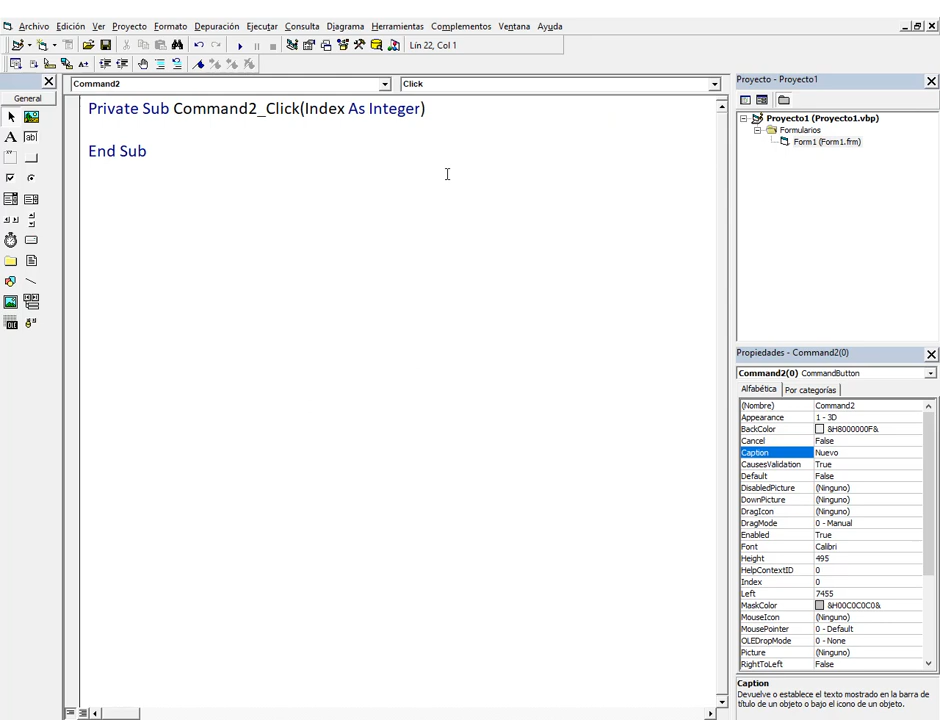 Archivo Edición Ver Proyecto Formato Depuración Ejecutar Consulta Diagrama Herramientas Complementos Ventana Ayuda
Lín 22, Col 1
General
Command2 Click
Private Sub Command2_Click(Index As Integer)
End Sub
Proyecto - Proyecto1
Proyecto1 (Proyecto1.vbp)
Formularios
Form1 (Form1.frm)
Propiedades - Command2(0)
Command2(0) CommandButton
Alfabética Por categorías
(Nombre) Command2
Appearance 1 - 3D
BackColor &H8000000F&
Cancel False
Caption Nuevo
CausesValidation True
Default False
DisabledPicture (Ninguno)
DownPicture (Ninguno)
DragIcon (Ninguno)
DragMode 0 - Manual
Enabled True
Font Calibri
Height 495
HelpContextID 0
Index 0
Left 7455
MaskColor &H00C0C0C0&
MouseIcon (Ninguno)
MousePointer 0 - Default
OLEDropMode 0 - None
Picture (Ninguno)
RightToLeft False
Caption
Devuelve o establece el texto mostrado en la barra de
título de un objeto o bajo el icono de un objeto.